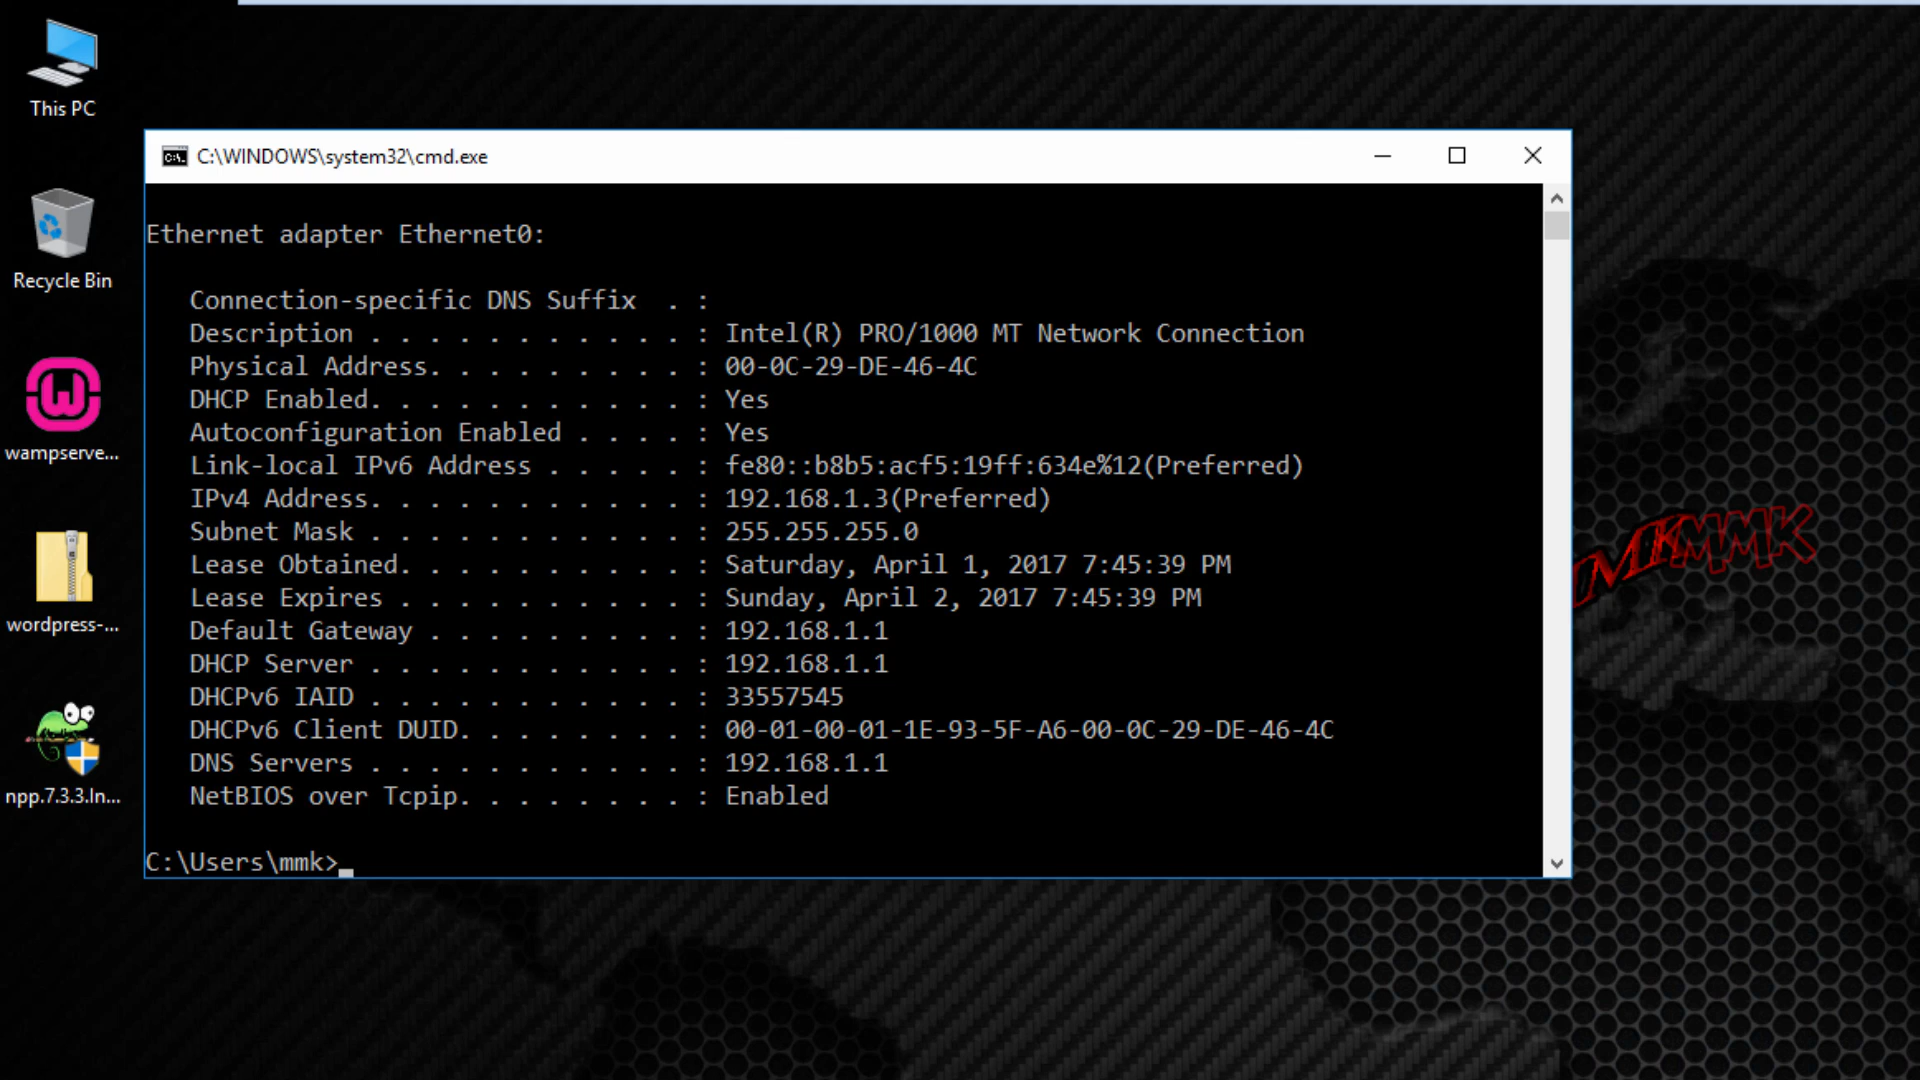 This PC
Recycle Bin
wampserve...
wordpress-...
npp.7.3.3.In...
C:\WINDOWS\system32\cmd.exe
Ethernet adapter Ethernet0:
Connection-specific DNS Suffix  . :
Description . . . . . . . . . . . : Intel(R) PRO/1000 MT Network Connection
Physical Address. . . . . . . . . : 00-0C-29-DE-46-4C
DHCP Enabled. . . . . . . . . . . : Yes
Autoconfiguration Enabled . . . . : Yes
Link-local IPv6 Address . . . . . : fe80::b8b5:acf5:19ff:634e%12(Preferred)
IPv4 Address. . . . . . . . . . . : 192.168.1.3(Preferred)
Subnet Mask . . . . . . . . . . . : 255.255.255.0
Lease Obtained. . . . . . . . . . : Saturday, April 1, 2017 7:45:39 PM
Lease Expires . . . . . . . . . . : Sunday, April 2, 2017 7:45:39 PM
Default Gateway . . . . . . . . . : 192.168.1.1
DHCP Server . . . . . . . . . . . : 192.168.1.1
DHCPv6 IAID . . . . . . . . . . . : 33557545
DHCPv6 Client DUID. . . . . . . . : 00-01-00-01-1E-93-5F-A6-00-0C-29-DE-46-4C
DNS Servers . . . . . . . . . . . : 192.168.1.1
NetBIOS over Tcpip. . . . . . . . : Enabled
C:\Users\mmk>